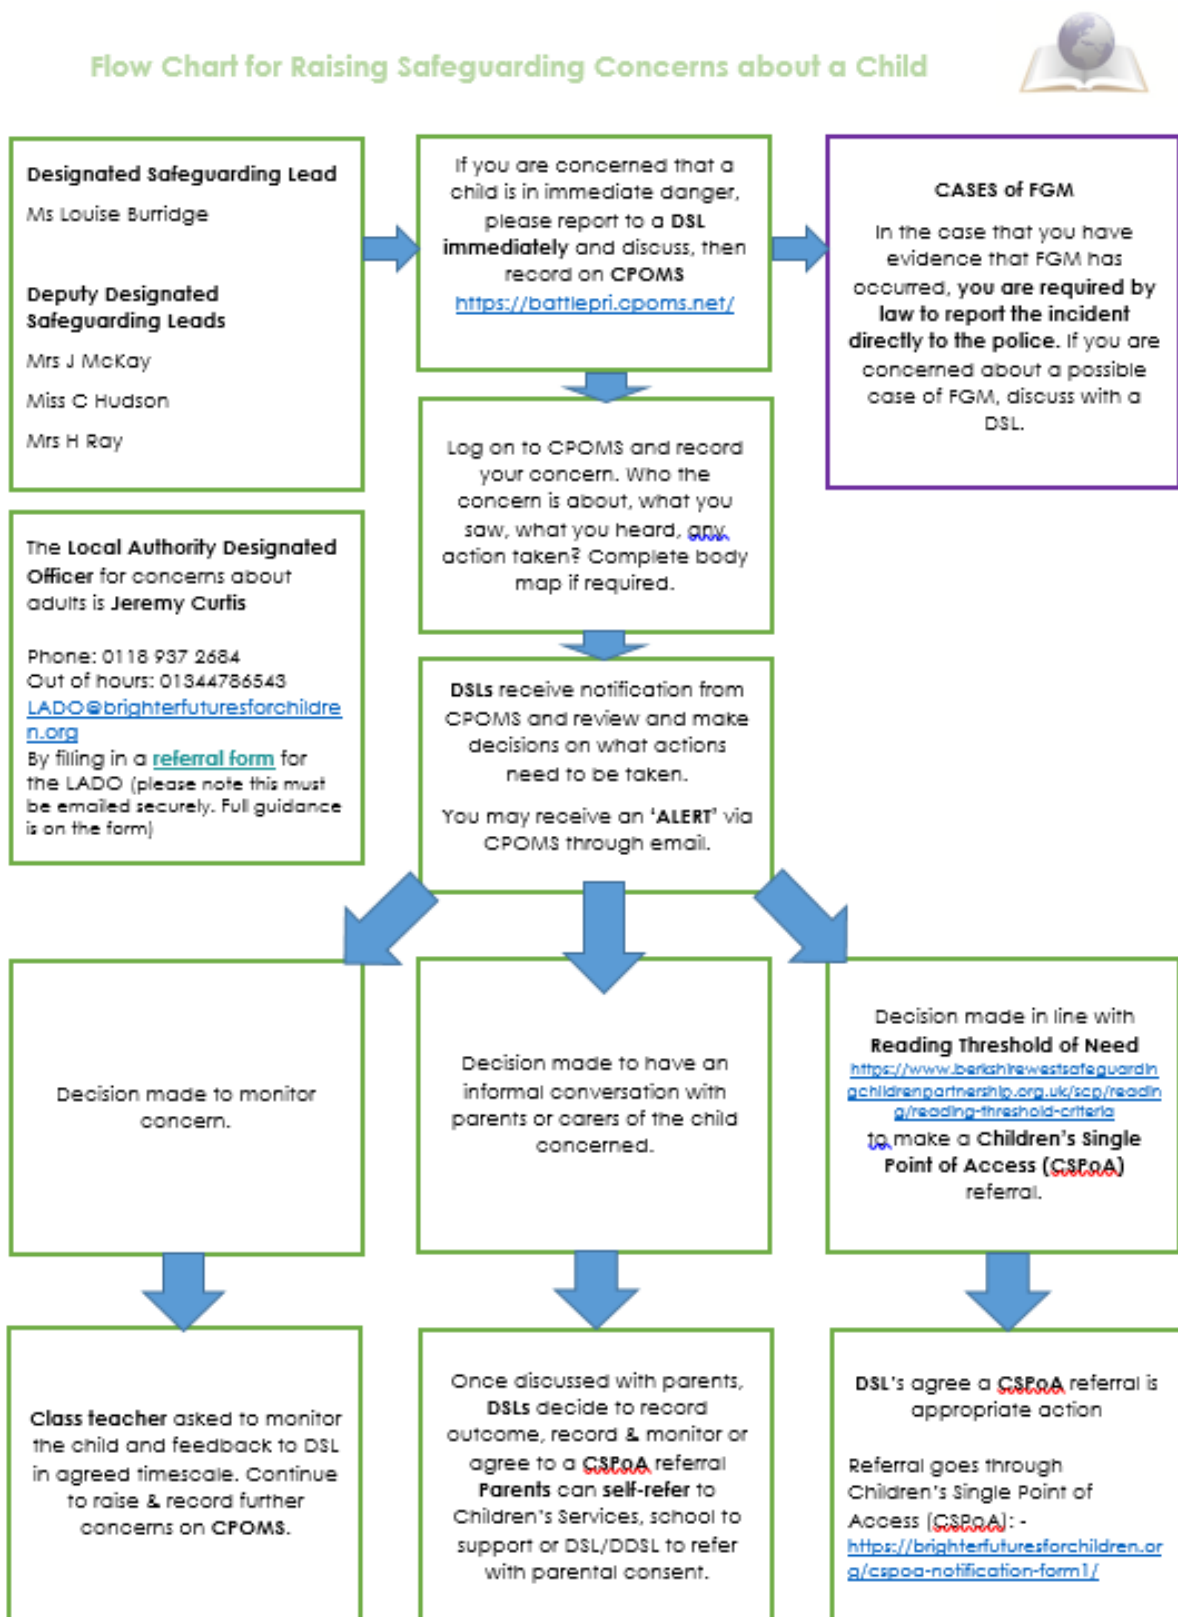 Flow Chart for Raising Safeguarding Concerns about a Child
Designated Safeguarding Lead
Ms Louise Burridge
Deputy Designated
Safeguarding Leads
Mrs J McKay
Miss C Hudson
Mrs H Ray
If you are concerned that a
child is in immediate danger,
please report to a DSL
immediately and discuss, then
record on CPOMS
https://battlepri.cpoms.net/
CASES of FGM
In the case that you have
evidence that FGM has
occurred, you are required by
law to report the incident
directly to the police. If you are
concerned about a possible
case of FGM, discuss with a
DSL.
Log on to CPOMS and record
your concern. Who the
concern is about, what you
saw, what you heard, any
action taken? Complete body
map if required.
The Local Authority Designated
Officer for concerns about
adults is Jeremy Curtis
Phone: 0118 937 2684
Out of hours: 01344786543
LADO@brighterfuturesforchildre
n.org
By filling in a referral form for
the LADO (please note this must
be emailed securely. Full guidance
is on the form)
DSLs receive notification from
CPOMS and review and make
decisions on what actions
need to be taken.
You may receive an ‘ALERT’ via
CPOMS through email.
Decision made to monitor
concern.
Decision made to have an
informal conversation with
parents or carers of the child
concerned.
Decision made in line with
Reading Threshold of Need
https://www.berkshirewestsafeguardin
gchildrenpartnership.org.uk/scp/readin
g/reading-threshold-criteria
to make a Children’s Single
Point of Access (CSPoA)
referral.
Class teacher asked to monitor
the child and feedback to DSL
in agreed timescale. Continue
to raise & record further
concerns on CPOMS.
Once discussed with parents,
DSLs decide to record
outcome, record & monitor or
agree to a CSPoA referral
Parents can self-refer to
Children’s Services, school to
support or DSL/DDSL to refer
with parental consent.
DSL’s agree a CSPoA referral is
appropriate action
Referral goes through
Children’s Single Point of
Access (CSPoA): -
https://brighterfuturesforchildren.or
g/cspoa-notification-form1/